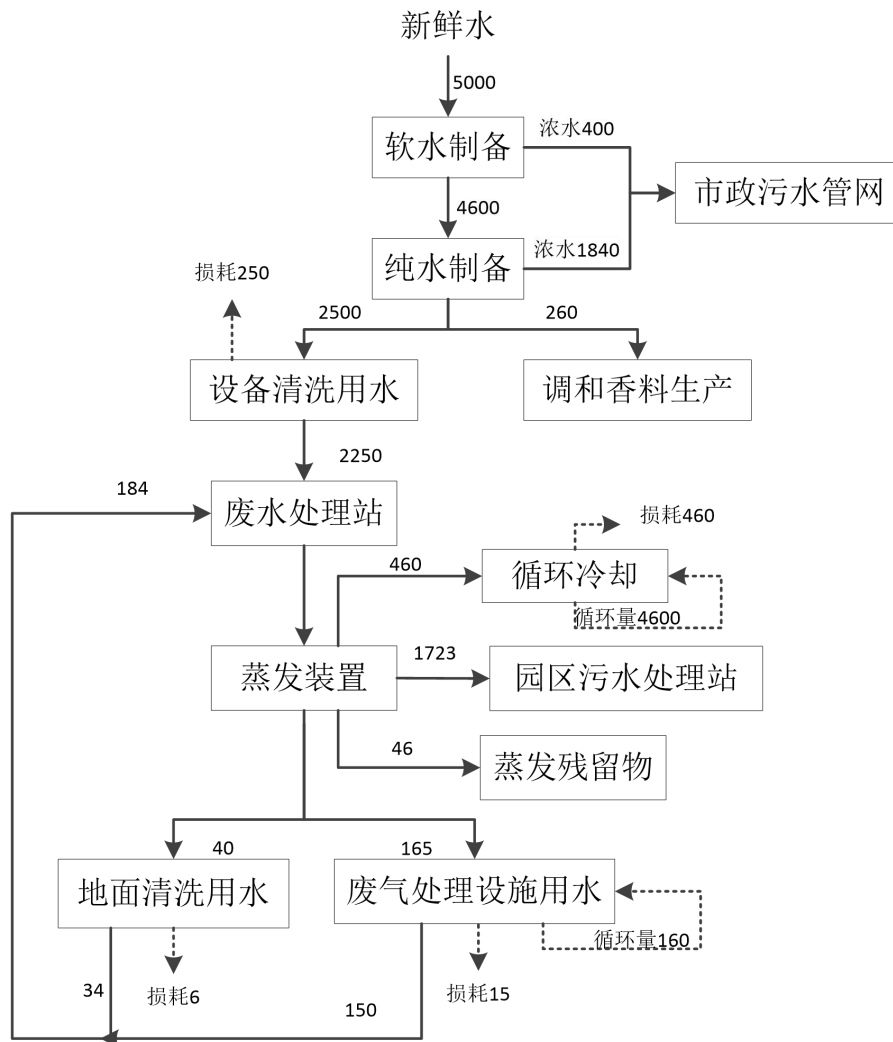 新鲜水
5000
软水制备
浓水400
市政污水管网
4600
纯水制备
浓水1840
损耗250
2500
260
设备清洗用水
调和香料生产
2250
184
废水处理站
损耗460
460
循环冷却
循环量4600
蒸发装置
1723
园区污水处理站
46
蒸发残留物
40
165
地面清洗用水
废气处理设施用水
循环量160
34
损耗6
150
损耗15